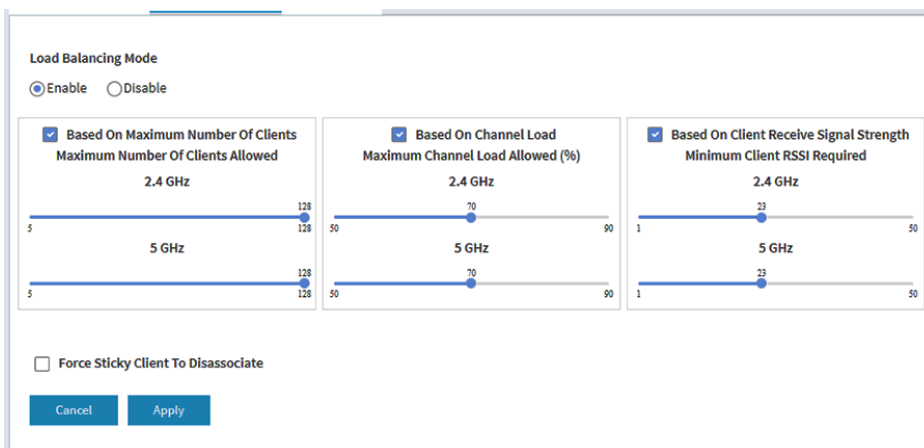 Load Balancing Mode
Enable Disable
Based On Maximum Number Of Clients
Maximum Number Of Clients Allowed
2.4 GHz
128
5 128
5 GHz
128
5 128
Based On Channel Load
Maximum Channel Load Allowed (%)
2.4 GHz
70
50 90
5 GHz
70
50 90
Based On Client Receive Signal Strength
Minimum Client RSSI Required
2.4 GHz
23
1 50
5 GHz
23
1 50
Force Sticky Client To Disassociate
Cancel Apply